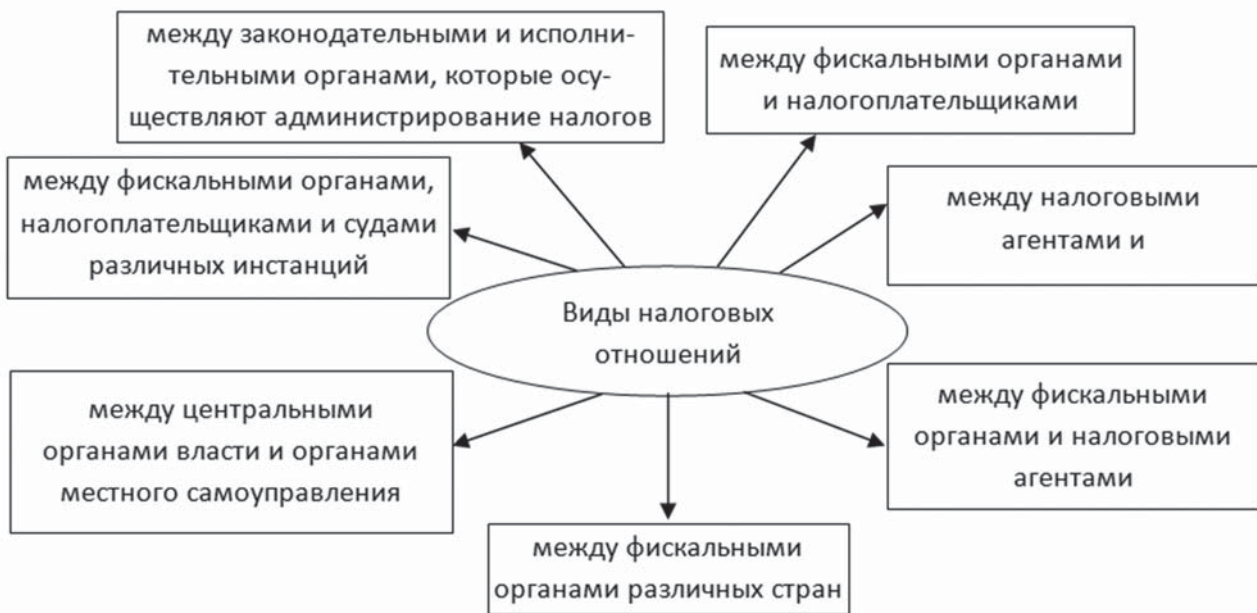 между законодательными и исполни-
тельными органами, которые осу-
ществляют администрирование налогов
между фискальными органами
и налогоплательщиками
между фискальными органами,
налогоплательщиками и судами
различных инстанций
между налоговыми
агентами и
Виды налоговых
отношений
между центральными
органами власти и органами
местного самоуправления
между фискальными
органами и налоговыми
агентами
между фискальными
органами различных стран